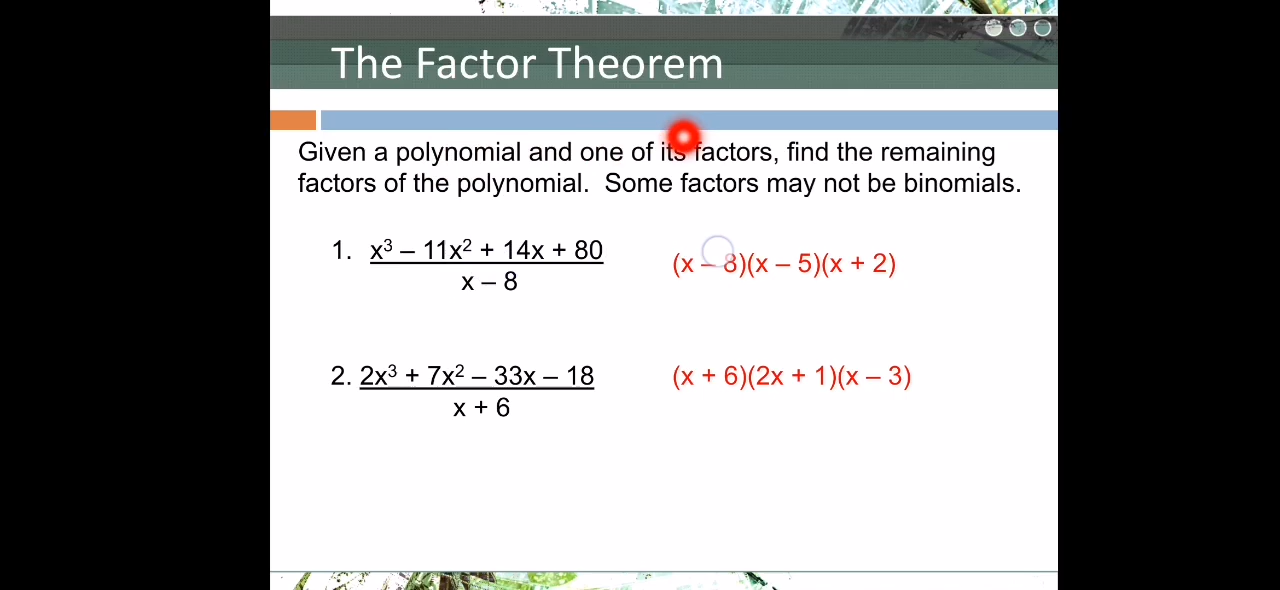 The Factor Theorem
Given a polynomial and one of its factors, find the remaining
factors of the polynomial.  Some factors may not be binomials.
1. x³ – 11x² + 14x + 80
x – 8
(x – 8)(x – 5)(x + 2)
2. 2x³ + 7x² – 33x – 18
x + 6
(x + 6)(2x + 1)(x – 3)